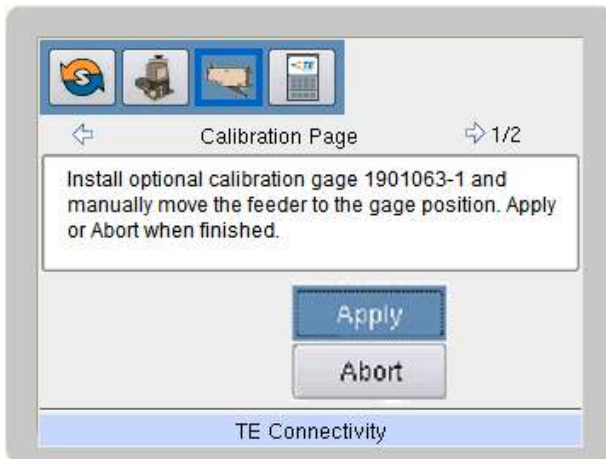 TE
Calibration Page
1/2
Install optional calibration gage 1901063-1 and
manually move the feeder to the gage position. Apply
or Abort when finished.
Apply
Abort
TE Connectivity